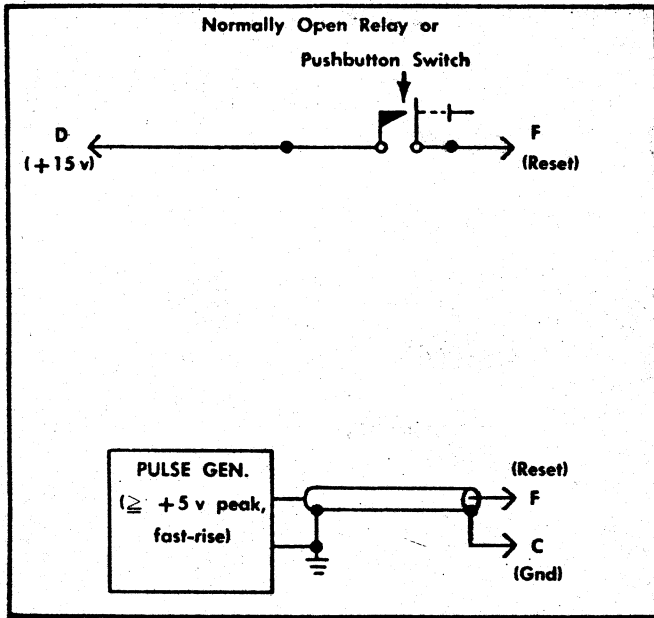 Normally Open Relay or
Pushbutton Switch
D
(+15 v)
F
(Reset)
PULSE GEN.
(≧ +5 v peak,
fast-rise)
(Reset)
F
C
(Gnd)